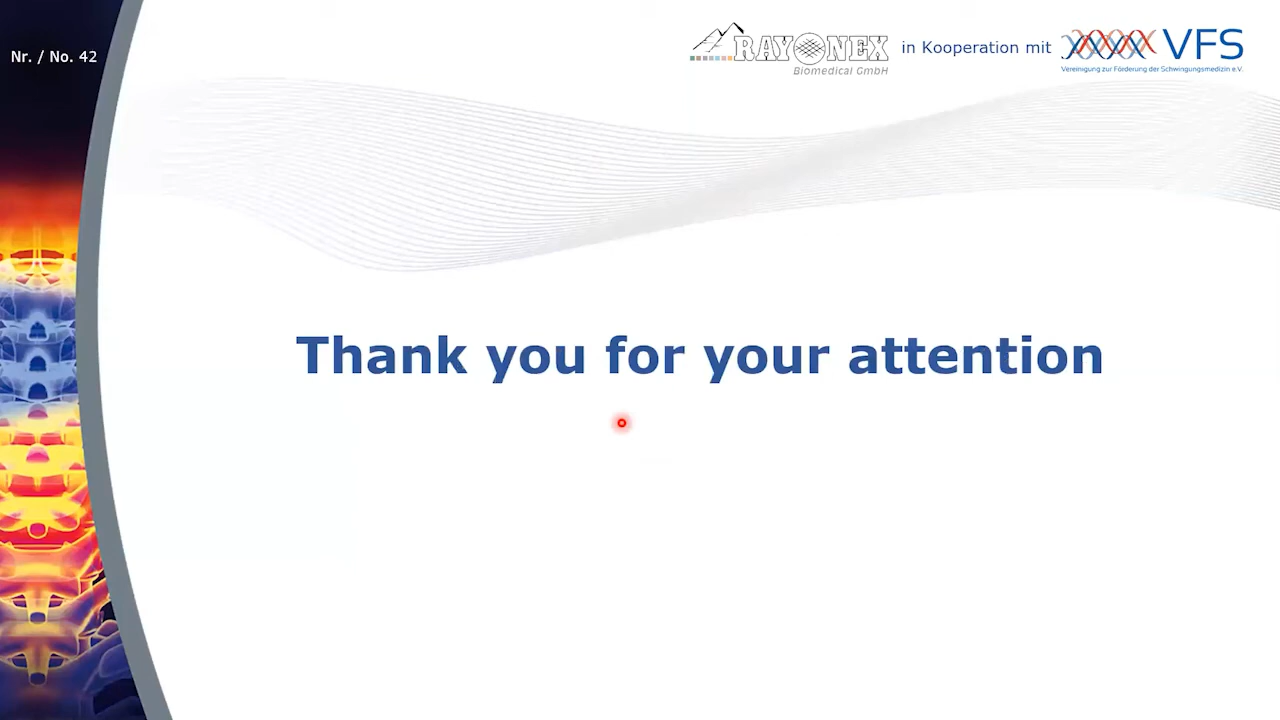 Nr. / No. 42
RAYONEX
Biomedical GmbH
in Kooperation mit
VFS
Vereinigung zur Förderung der Schwingungsmedizin e.V.
Thank you for your attention